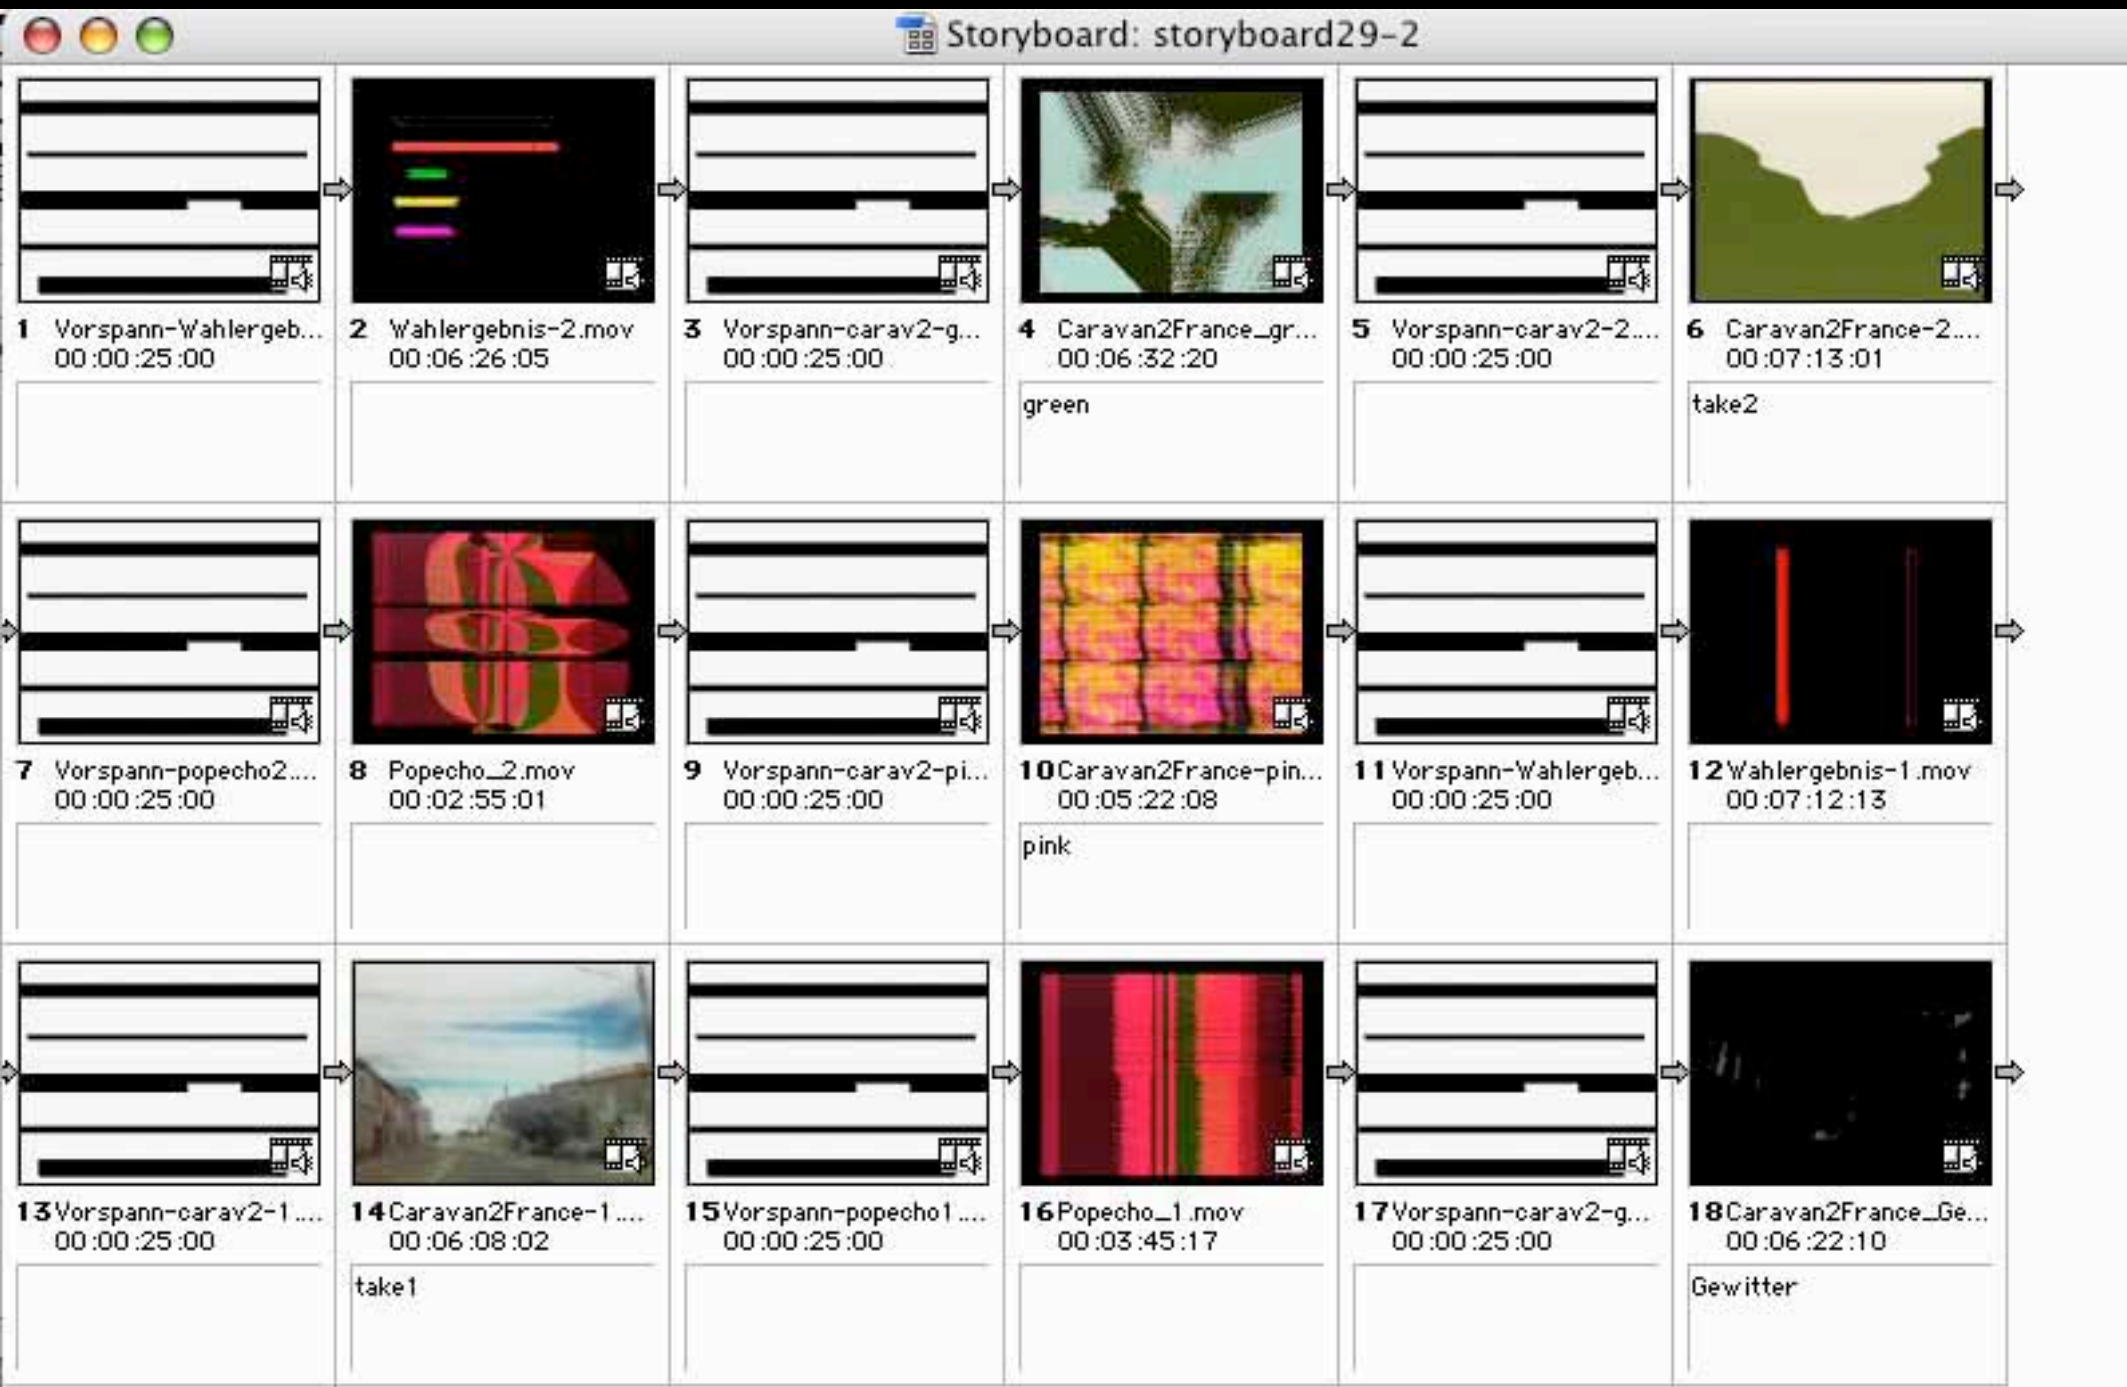 Storyboard: storyboard29-2
1 Vorspann-Wahlergeb...
00:00:25:00
2 Wahlergebnis-2.mov
00:06:26:05
3 Vorspann-carav2-g...
00:00:25:00
4 Caravan2France_gr...
00:06:32:20
green
5 Vorspann-carav2-2....
00:00:25:00
6 Caravan2France-2....
00:07:13:01
take2
7 Vorspann-popecho2....
00:00:25:00
8 Popecho_2.mov
00:02:55:01
9 Vorspann-carav2-pi...
00:00:25:00
10 Caravan2France-pin...
00:05:22:08
pink
11 Vorspann-Wahlergeb...
00:00:25:00
12 Wahlergebnis-1.mov
00:07:12:13
13 Vorspann-carav2-1....
00:00:25:00
14 Caravan2France-1....
00:06:08:02
take1
15 Vorspann-popecho1....
00:00:25:00
16 Popecho_1.mov
00:03:45:17
17 Vorspann-carav2-g...
00:00:25:00
18 Caravan2France_Ge...
00:06:22:10
Gewitter